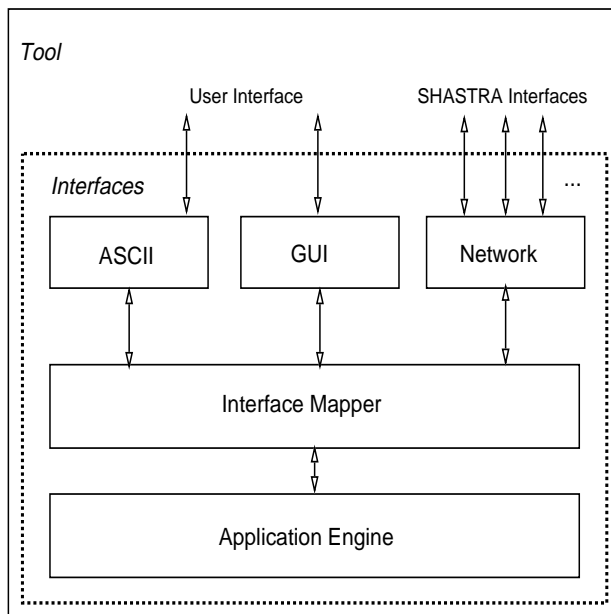 Tool
User Interface
SHASTRA Interfaces
Interfaces
...
ASCII
GUI
Network
Interface Mapper
Application Engine